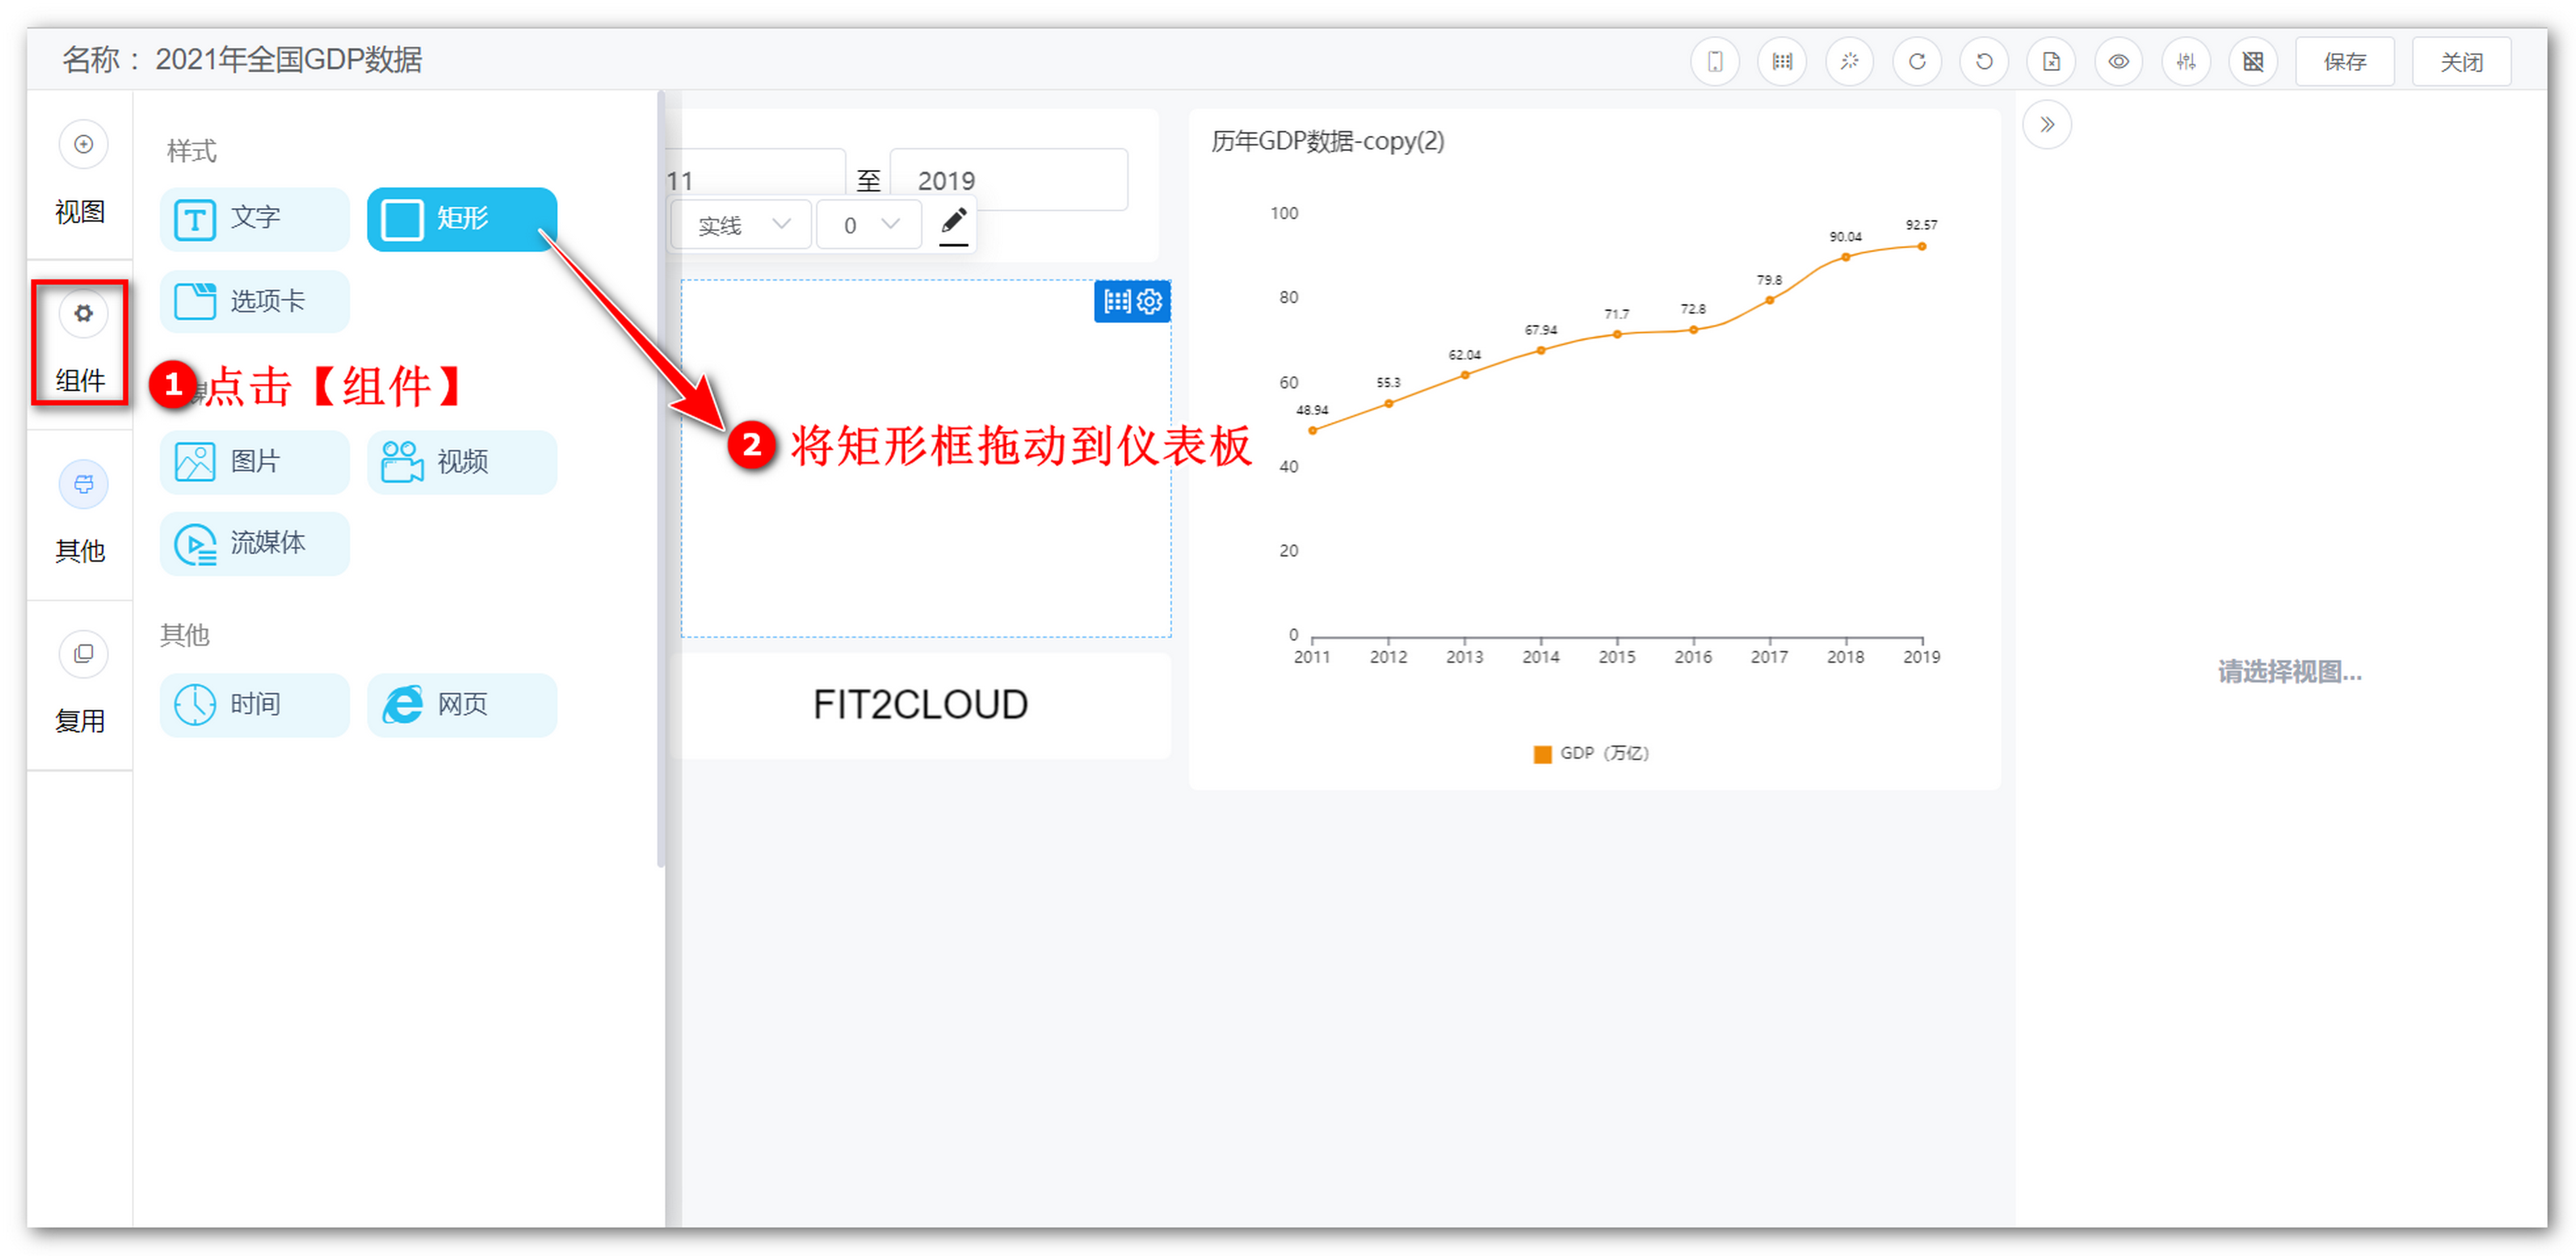 名称： 2021年全国GDP数据
保存
关闭
视图
组件
其他
复用
样式
文字
矩形
选项卡
1 点击【组件】
图片
视频
流媒体
其他
时间
网页
11
至
2019
实线
0
2 将矩形框拖动到仪表板
FIT2CLOUD
历年GDP数据-copy(2)
100
80
60
40
20
0
48.94
55.3
62.04
67.94
71.7
72.8
79.8
90.04
92.57
2011
2012
2013
2014
2015
2016
2017
2018
2019
GDP（万亿）
请选择视图...